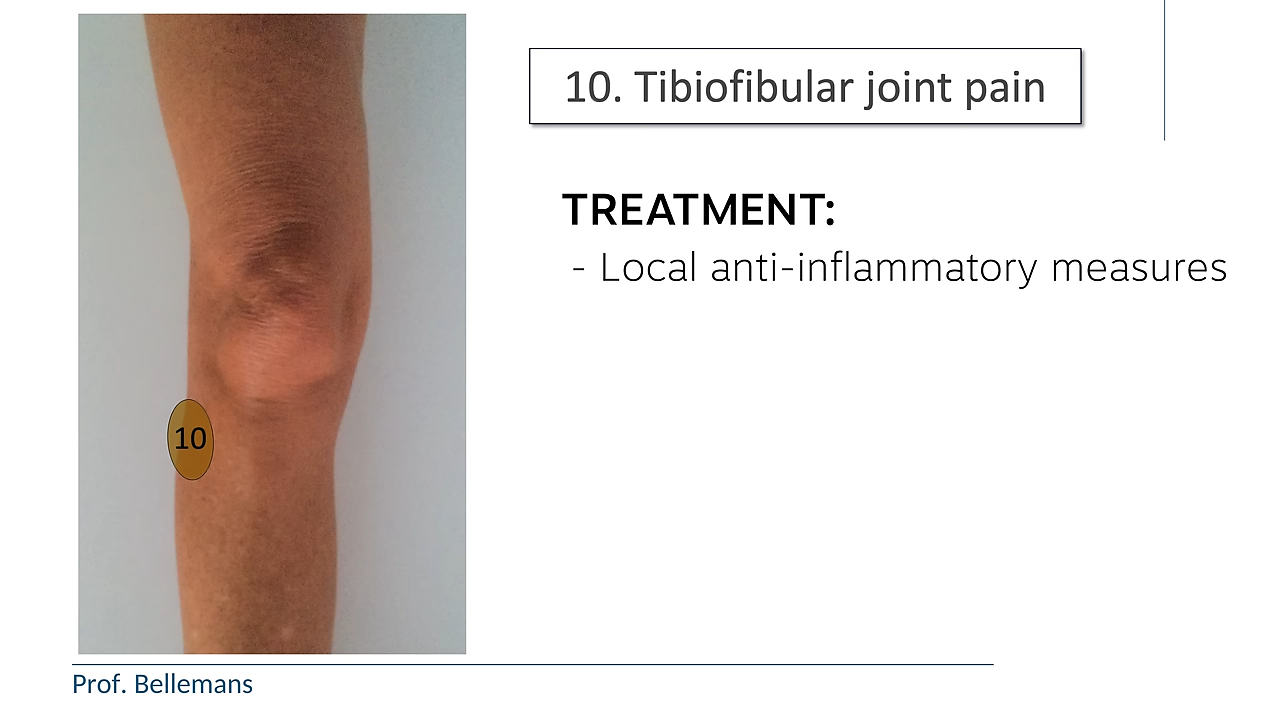 10. Tibiofibular joint pain
TREATMENT:
- Local anti-inflammatory measures
10
Prof. Bellemans